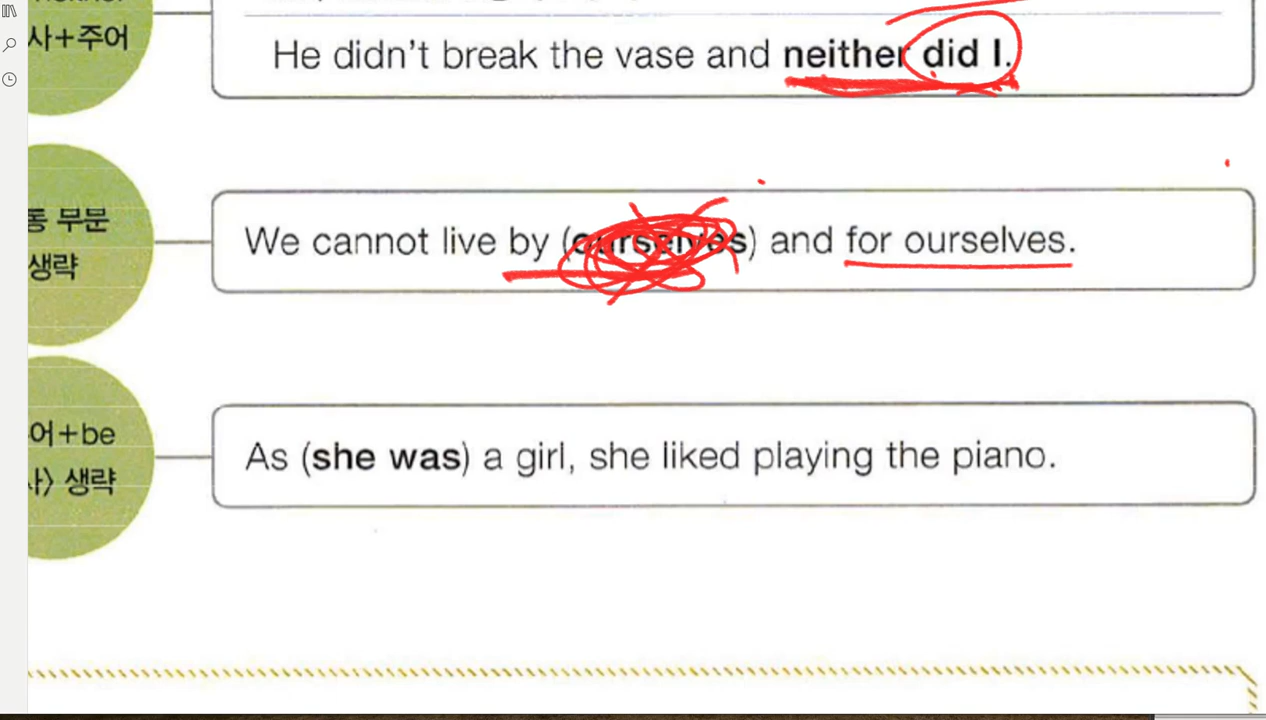 사+주어
He didn't break the vase and neither did I.
동 부문
생략
We cannot live by (ourselves) and for ourselves.
어+be
사〉 생략
As (she was) a girl, she liked playing the piano.